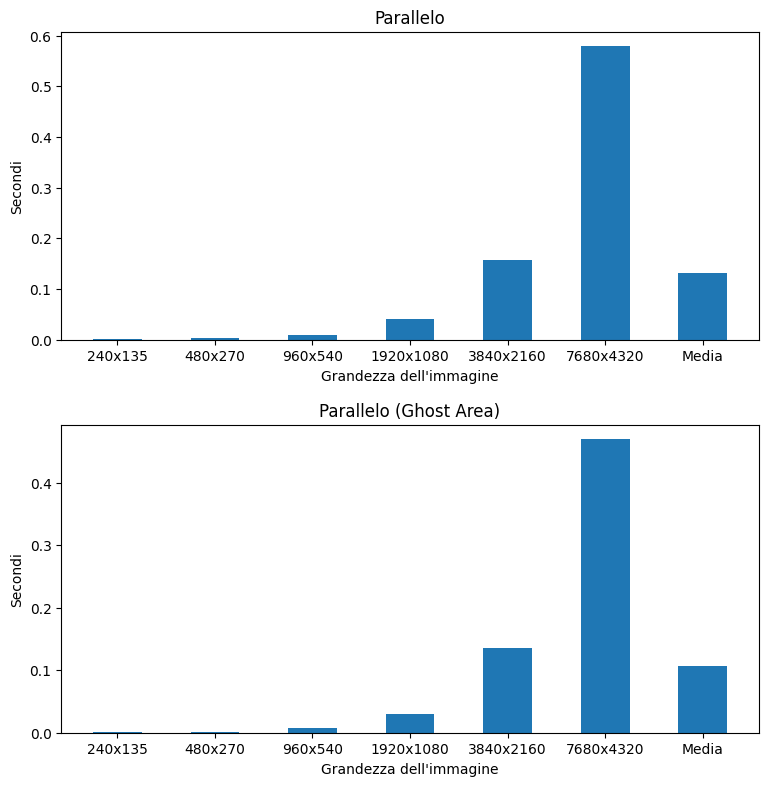 Parallelo
0.6
0.5
0.4
0.3
0.2
0.1
0.0
Secondi
240x135 480x270 960x540 1920x1080 3840x2160 7680x4320 Media
Grandezza dell'immagine
Parallelo (Ghost Area)
0.4
0.3
0.2
0.1
0.0
Secondi
240x135 480x270 960x540 1920x1080 3840x2160 7680x4320 Media
Grandezza dell'immagine